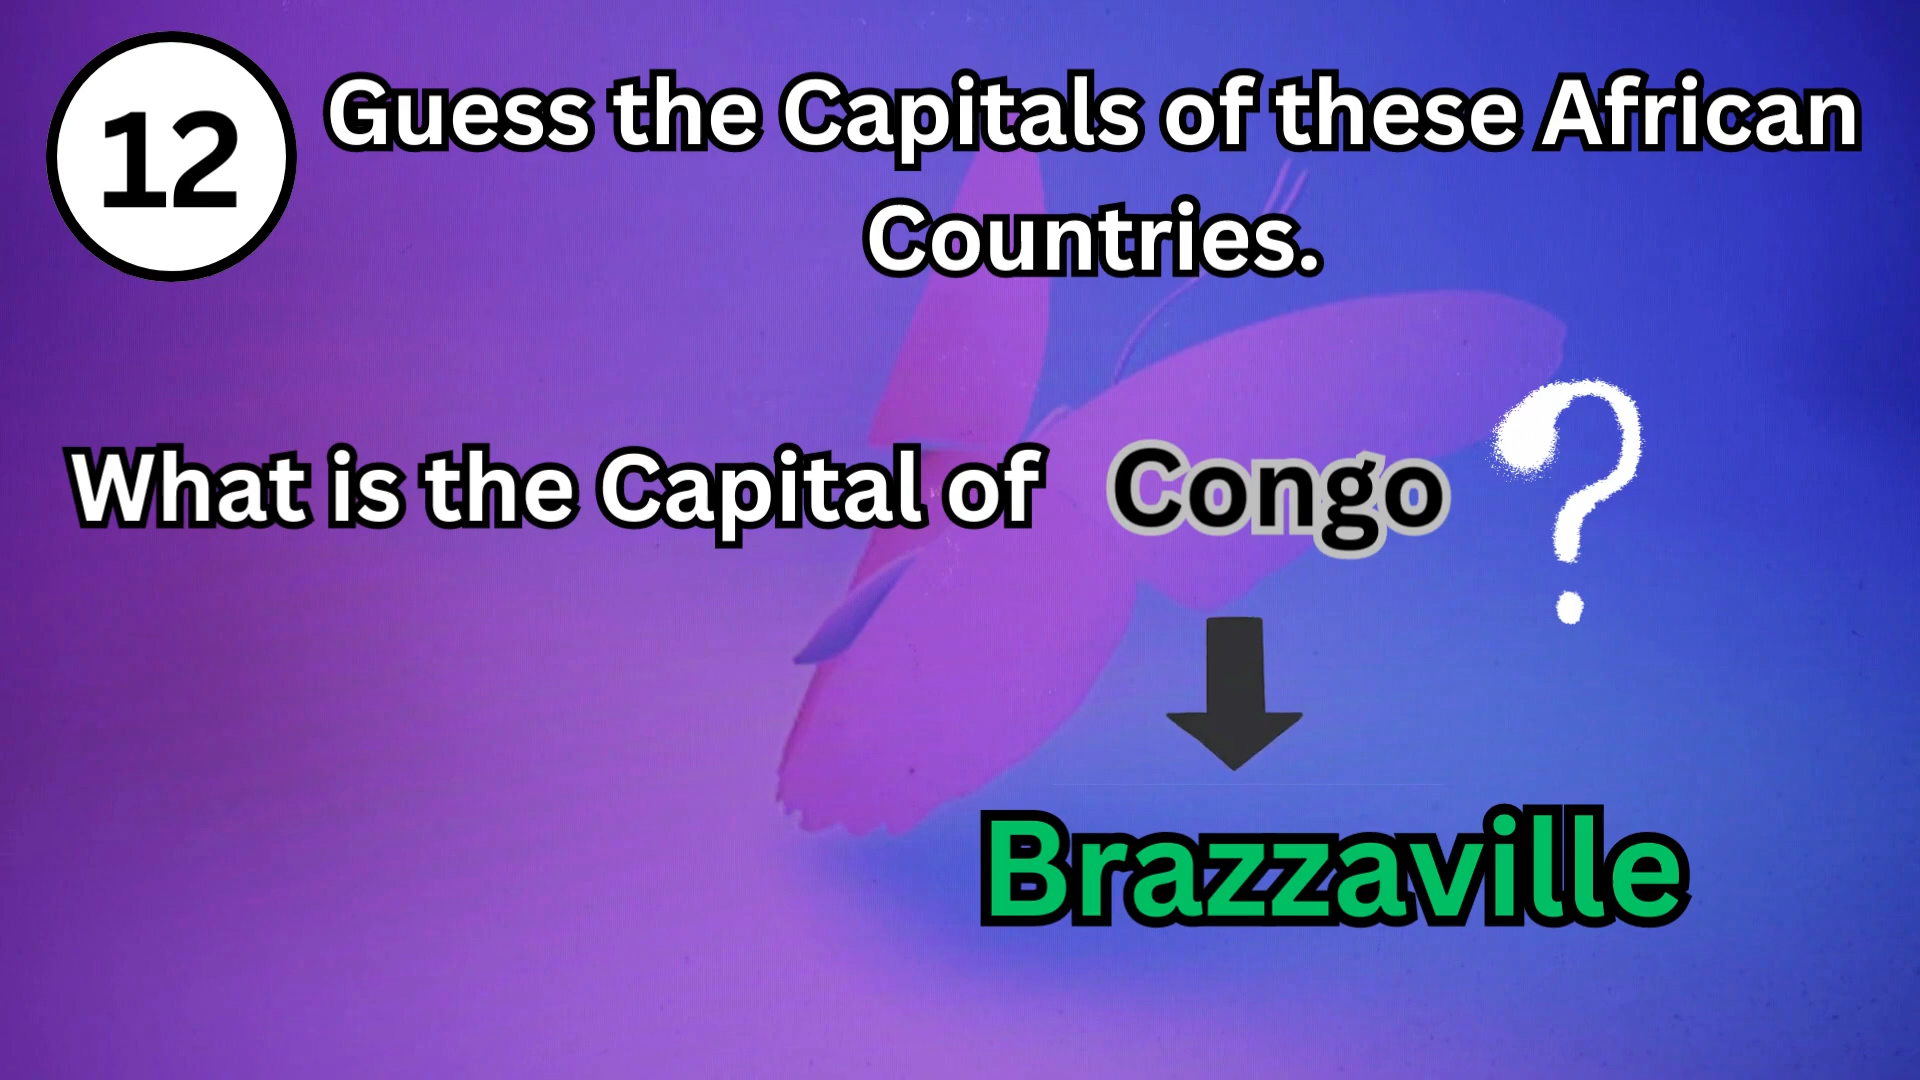 12
Guess the Capitals of these African
Countries.
What is the Capital of Congo ?
Brazzaville